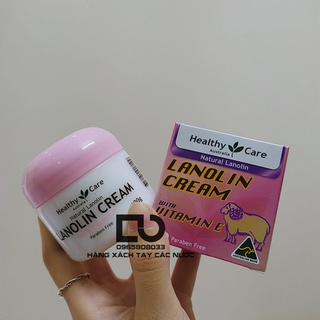 Healthy Care
Australia
Natural Lanolin
LANOLIN CREAM
Paraben Free
Healthy Care
Australia
Natural Lanolin
LANOLIN
CREAM
WITH
VITAMIN E
Paraben Free
0965808033
HÀNG XÁCH TAY CÁC NƯỚC